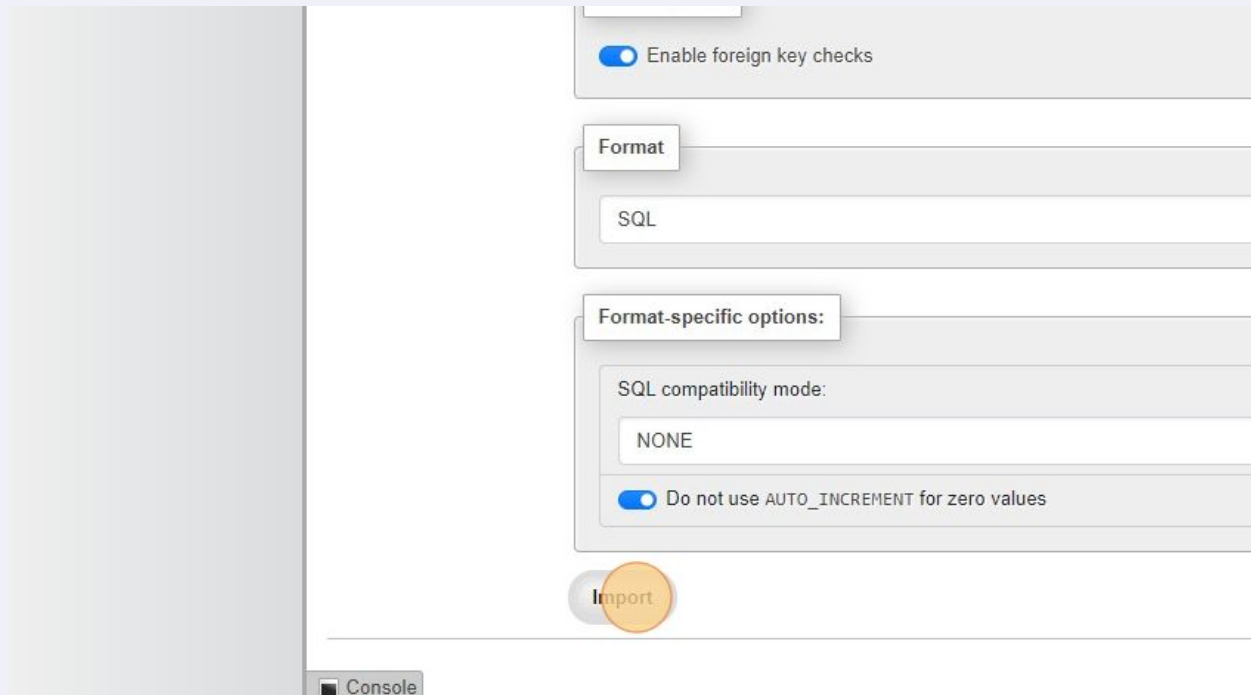 Enable foreign key checks
Format
SQL
Format-specific options:
SQL compatibility mode:
NONE
Do not use AUTO_INCREMENT for zero values
Import
Console